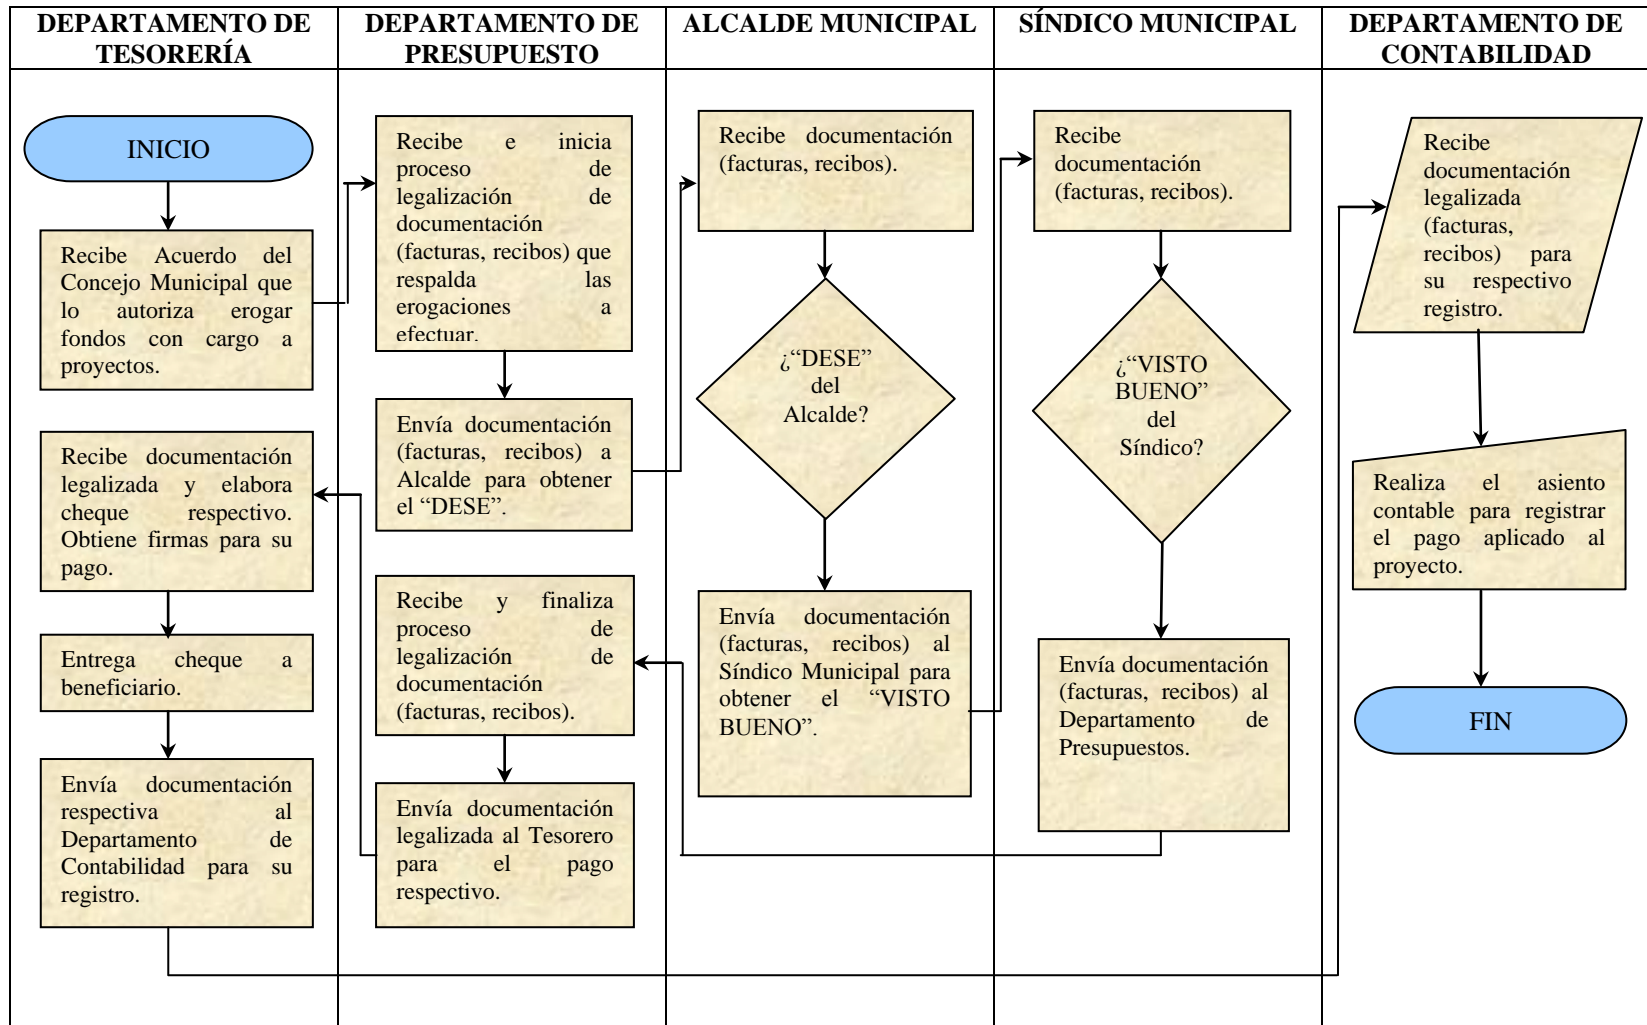 DEPARTAMENTO DE
TESORERÍA
DEPARTAMENTO DE
PRESUPUESTO
ALCALDE MUNICIPAL
SÍNDICO MUNICIPAL
DEPARTAMENTO DE
CONTABILIDAD
INICIO
Recibe Acuerdo del
Concejo Municipal que
lo autoriza erogar
fondos con cargo a
proyectos.
Recibe documentación
legalizada y elabora
cheque respectivo.
Obtiene firmas para su
pago.
Entrega cheque a
beneficiario.
Envía documentación
respectiva al
Departamento de
Contabilidad para su
registro.
Recibe e inicia
proceso de
legalización de
documentación
(facturas, recibos) que
respalda las
erogaciones a
efectuar.
Envía documentación
(facturas, recibos) a
Alcalde para obtener
el “DESE”.
Recibe y finaliza
proceso de
legalización de
documentación
(facturas, recibos).
Envía documentación
legalizada al Tesorero
para el pago
respectivo.
Recibe documentación
(facturas, recibos).
¿“DESE”
del
Alcalde?
Envía documentación
(facturas, recibos) al
Síndico Municipal para
obtener el “VISTO
BUENO”.
Recibe
documentación
(facturas, recibos).
¿“VISTO
BUENO”
del
Síndico?
Envía documentación
(facturas, recibos) al
Departamento de
Presupuestos.
Recibe
documentación
legalizada
(facturas,
recibos) para
su respectivo
registro.
Realiza el asiento
contable para registrar
el pago aplicado al
proyecto.
FIN